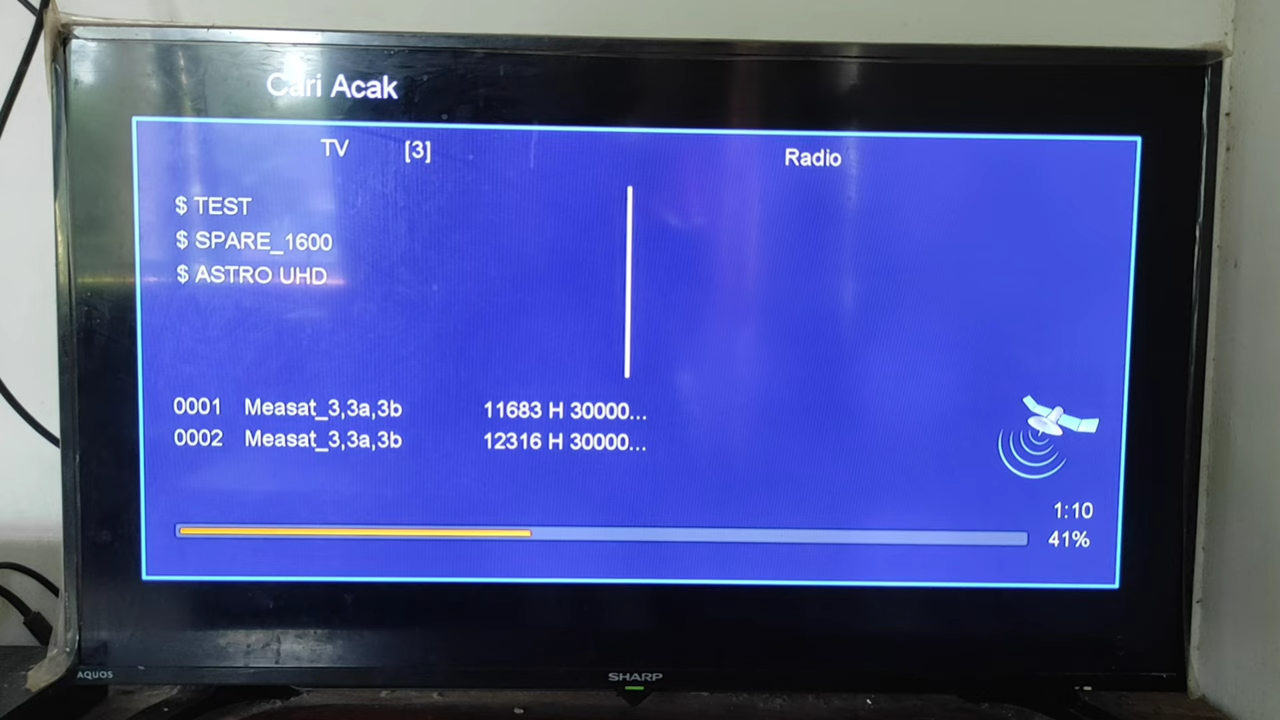 Cari Acak
TV [3] Radio
$ TEST
$ SPARE_1600
$ ASTRO UHD
0001 Measat_3,3a,3b 11683 H 30000...
0002 Measat_3,3a,3b 12316 H 30000...
1:10
41%
AQUOS
SHARP